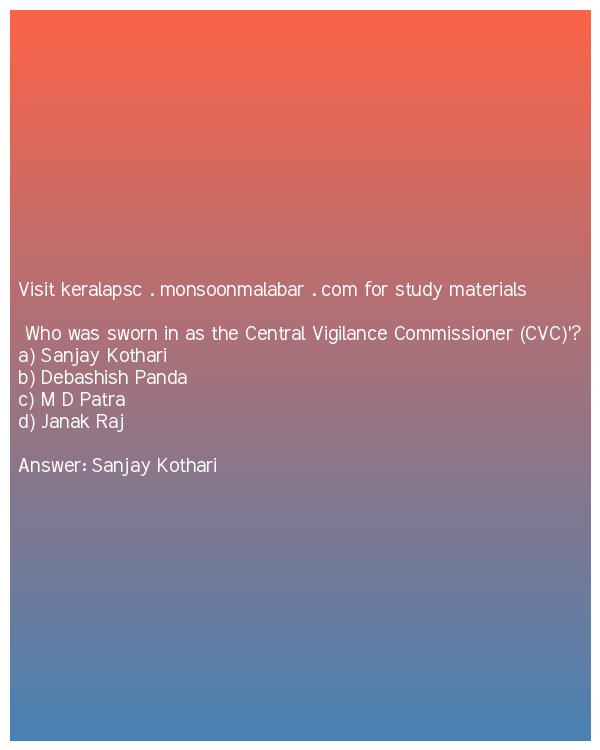 Visit keralapsc . monsoonmalabar . com for study materials
Who was sworn in as the Central Vigilance Commissioner (CVC)'?
a) Sanjay Kothari
b) Debashish Panda
c) M D Patra
d) Janak Raj
Answer: Sanjay Kothari